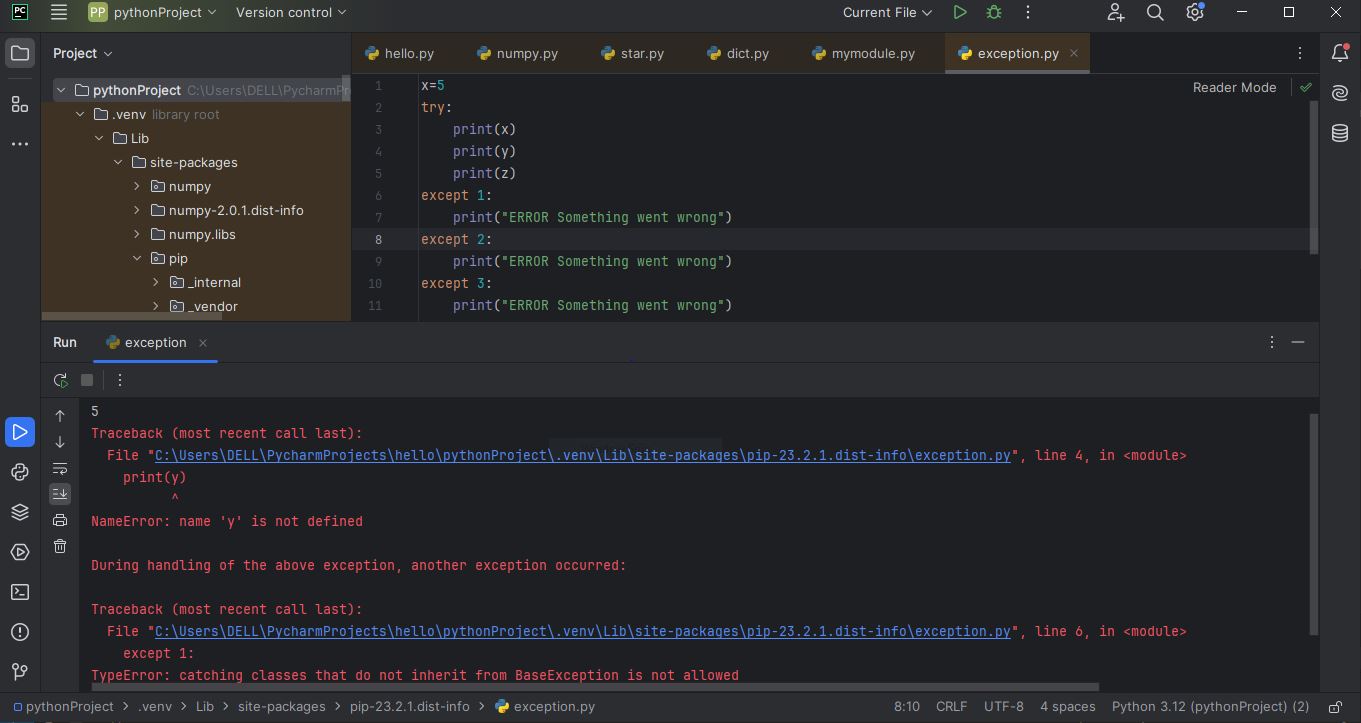 PC PP pythonProject Version control Current File
Project
hello.py numpy.py star.py dict.py mymodule.py exception.py
pythonProject C:\Users\DELL\PycharmPr
.venv library root
Lib
site-packages
numpy
numpy-2.0.1.dist-info
numpy.libs
pip
_internal
_vendor
Reader Mode
1 x=5
2 try:
3 print(x)
4 print(y)
5 print(z)
6 except 1:
7 print("ERROR Something went wrong")
8 except 2:
9 print("ERROR Something went wrong")
10 except 3:
11 print("ERROR Something went wrong")
Run exception
5
Traceback (most recent call last):
File "C:\Users\DELL\PycharmProjects\hello\pythonProject\.venv\Lib\site-packages\pip-23.2.1.dist-info\exception.py", line 4, in <module>
print(y)
^
NameError: name 'y' is not defined
During handling of the above exception, another exception occurred:
Traceback (most recent call last):
File "C:\Users\DELL\PycharmProjects\hello\pythonProject\.venv\Lib\site-packages\pip-23.2.1.dist-info\exception.py", line 6, in <module>
except 1:
TypeError: catching classes that do not inherit from BaseException is not allowed
pythonProject > .venv > Lib > site-packages > pip-23.2.1.dist-info > exception.py 8:10 CRLF UTF-8 4 spaces Python 3.12 (pythonProject) (2)